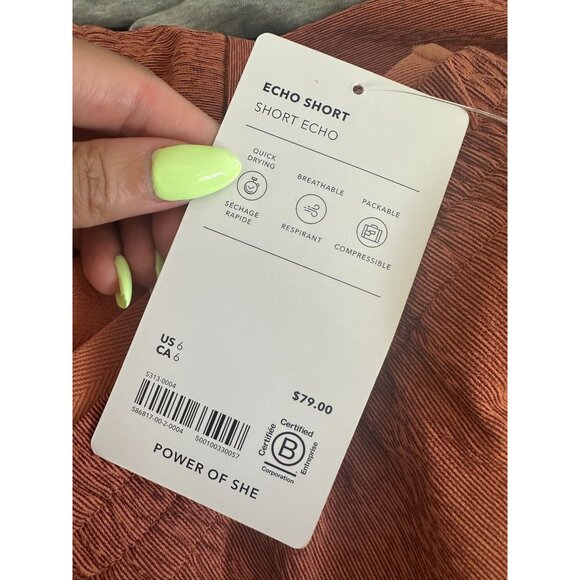 ECHO SHORT
SHORT ECHO
QUICK
DRYING
SÉCHAGE
RAPIDE
BREATHABLE
RESPIRANT
PACKABLE
COMPRESSIBLE
US 6
CA 6
$79.00
5313-0004
586817-00-2-0004 500100330057
Certified
Certifiée
B
Corporation
Entreprise
POWER OF SHE